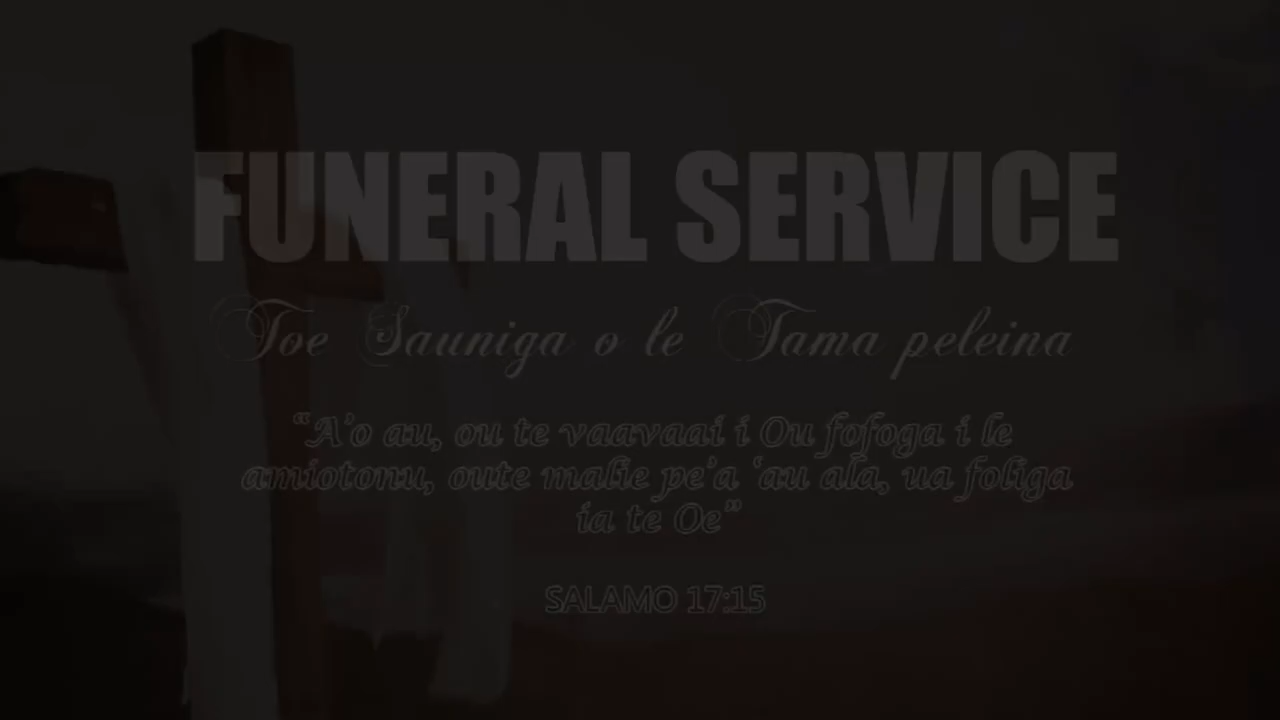 FUNERAL SERVICE
Toe Sauniga o le Tama peleina
“A’o au, ou te vaavaai i Ou fofoga i le
amiotonu, oute malie pe’a ‘au ala, ua foliga
ia te Oe”
SALAMO 17:15